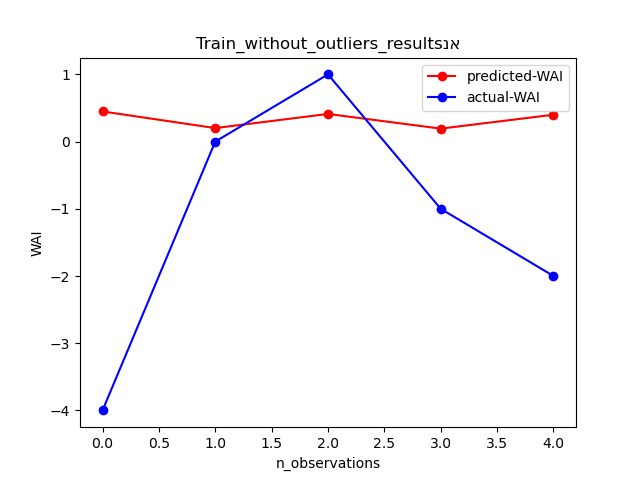 Train_without_outliers_resultsאנ
predicted-WAI
actual-WAI
1
0
−1
−2
−3
−4
WAI
0.0 0.5 1.0 1.5 2.0 2.5 3.0 3.5 4.0
n_observations